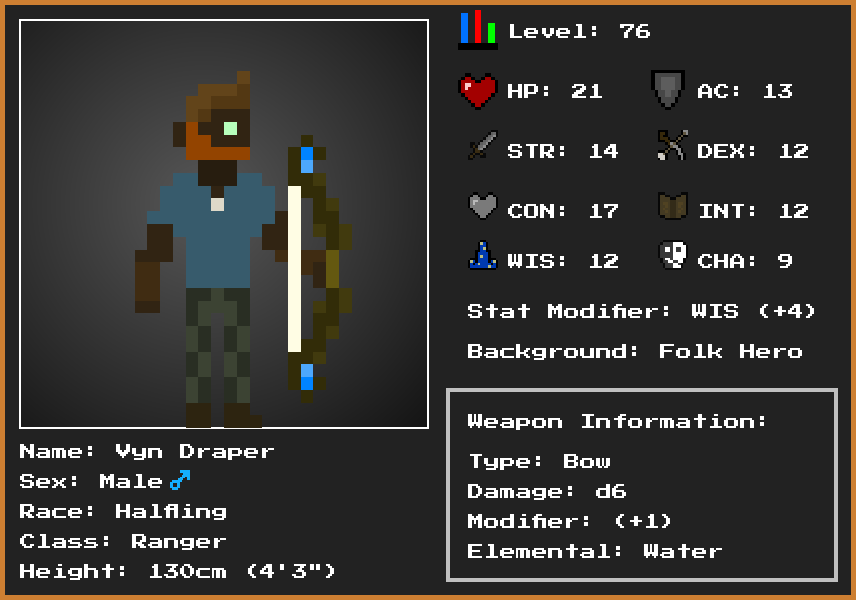 Level: 76
HP: 21
AC: 13
STR: 14
DEX: 12
CON: 17
INT: 12
WIS: 12
CHA: 9
Stat Modifier: WIS (+4)
Background: Folk Hero
Name: Vyn Draper
Sex: Male ♂
Race: Halfling
Class: Ranger
Height: 130cm (4'3")
Weapon Information:
Type: Bow
Damage: d6
Modifier: (+1)
Elemental: Water